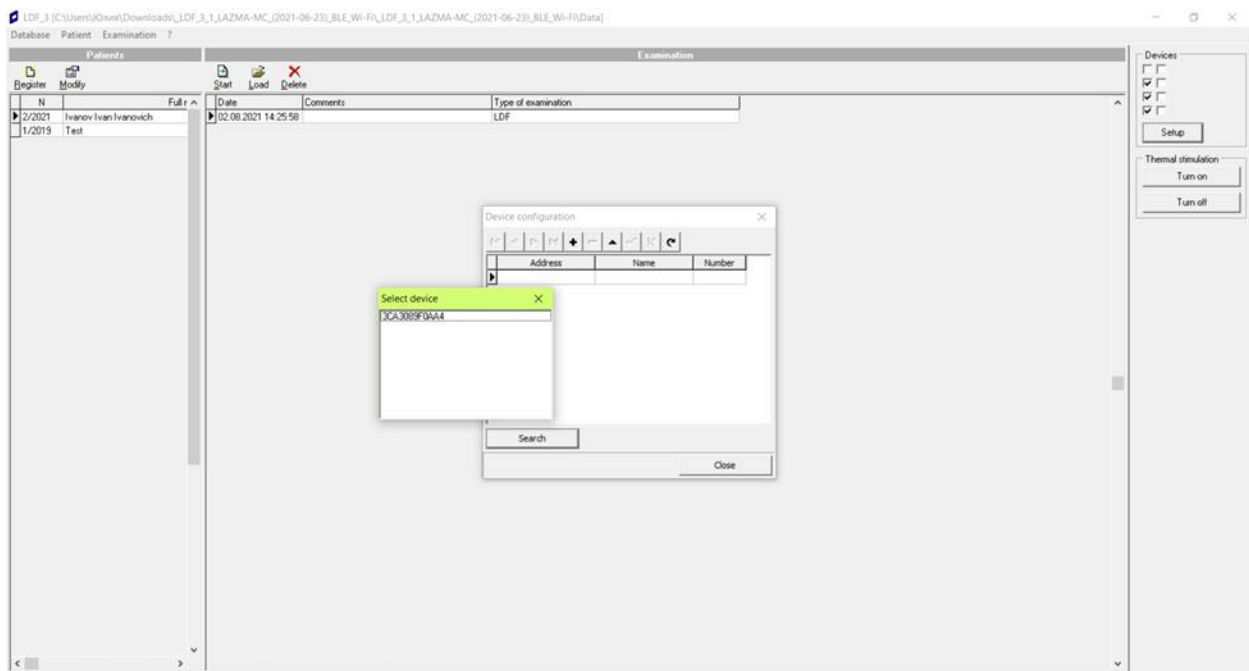 LDF_3 [C:\Users\Юлия\Downloads\_LDF_3_1_LAZMA-MC_(2021-06-23)_BLE_Wi-Fi\_LDF_3_1_LAZMA-MC_(2021-06-23)_BLE_Wi-Fi\Data]
Database Patient Examination ?
Patients Examination Devices
Register Modify Start Load Delete
N Full n Date Comments Type of examination
2/2021 Ivanov Ivan Ivanovich 02.08.2021 14:25:58 LDF
1/2019 Test
Setup
Thermal stimulation
Turn on
Turn off
Device configuration
Address Name Number
Select device
3CA3089F0AA4
Search
Close